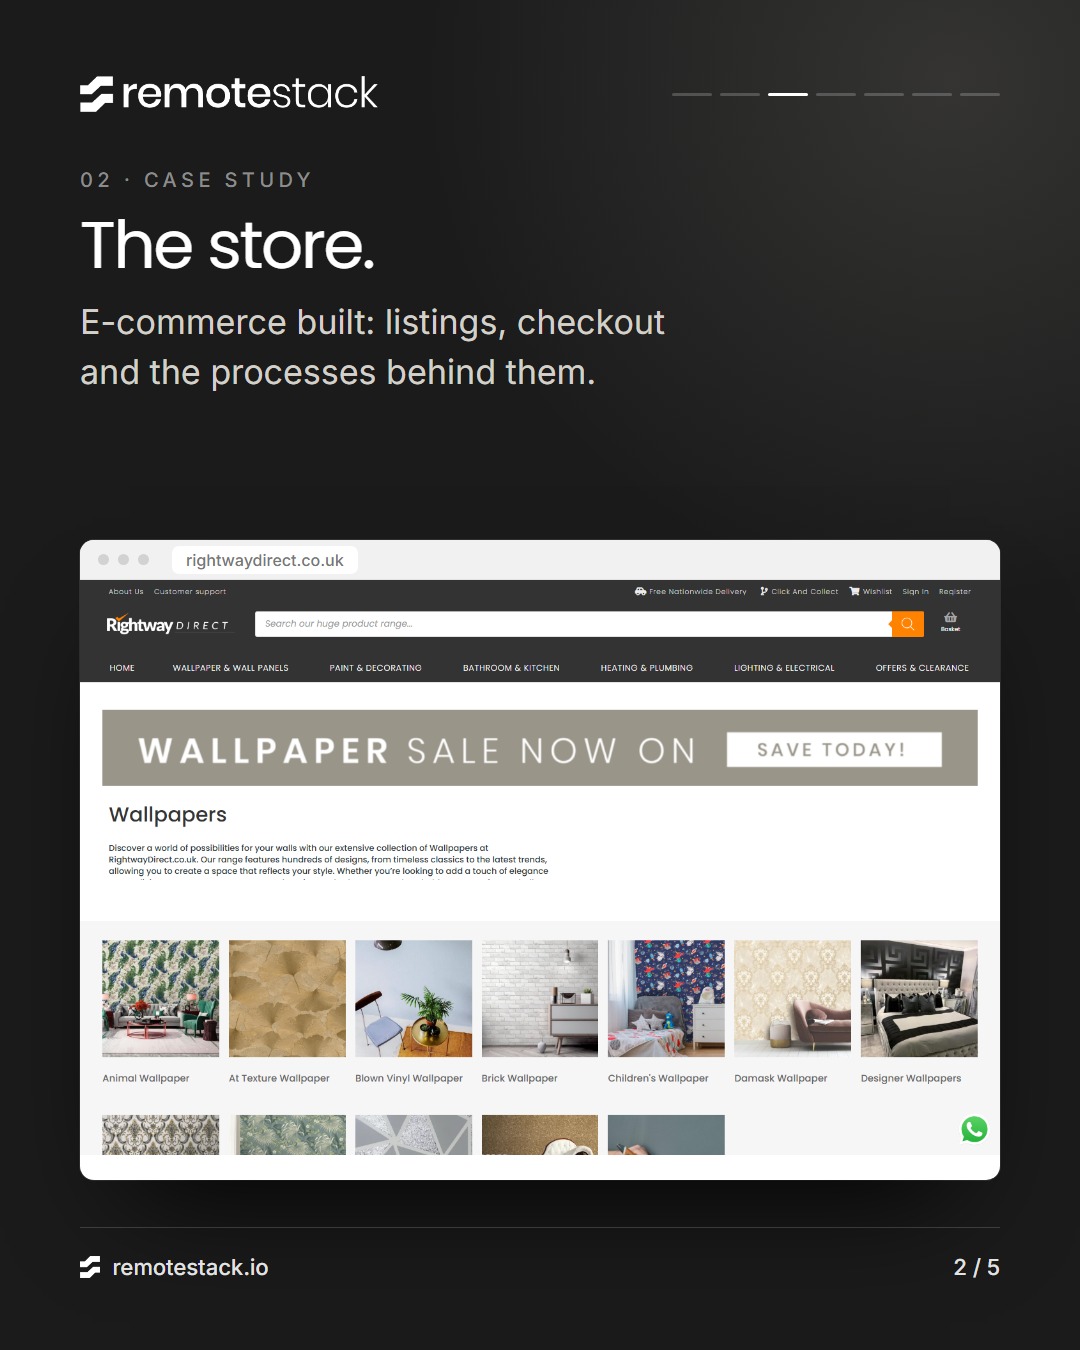 remotestack
02 · CASE STUDY
The store.
E-commerce built: listings, checkout
and the processes behind them.
rightwaydirect.co.uk
About Us Customer support Free Nationwide Delivery Click And Collect Wishlist Sign In Register
Rightway DIRECT Search our huge product range... Basket
HOME WALLPAPER & WALL PANELS PAINT & DECORATING BATHROOM & KITCHEN HEATING & PLUMBING LIGHTING & ELECTRICAL OFFERS & CLEARANCE
WALLPAPER SALE NOW ON SAVE TODAY!
Wallpapers
Discover a world of possibilities for your walls with our extensive collection of Wallpapers at
RightwayDirect.co.uk. Our range features hundreds of designs, from timeless classics to the latest trends,
allowing you to create a space that reflects your style. Whether you're looking to add a touch of elegance
Animal Wallpaper At Texture Wallpaper Blown Vinyl Wallpaper Brick Wallpaper Children's Wallpaper Damask Wallpaper Designer Wallpapers
remotestack.io 2 / 5